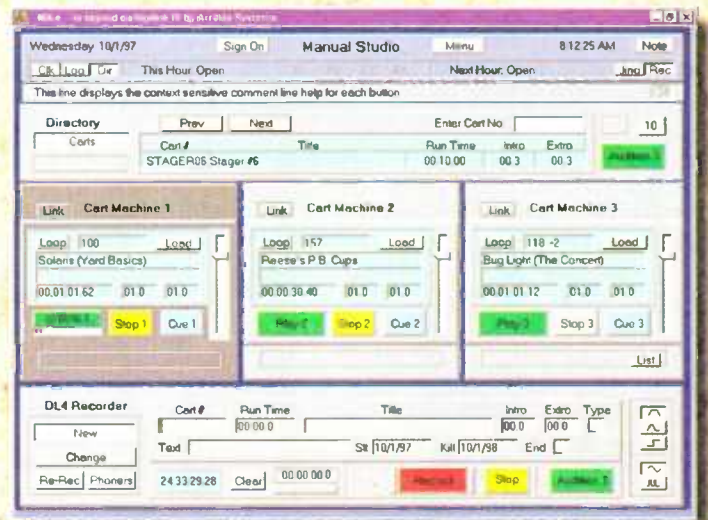 Wednesday 10/1/97 Sign On Manual Studio Menu 8:12:25 AM Note
Clk Log Dir This Hour: Open Next Hour: Open Jing Rec
This line displays the context sensitive comment line help for each button
Directory Prev Next Enter Cart No. 10
Carts Cart # Title Run Time Intro Extro
STAGER06 Stager #6 00:10.00 00.3 00.3
Link Cart Machine 1
Loop 100 Load
Solaris (Yard Basics)
00:01:01.62 01.0 01.0
Stop 1 Cue 1
Link Cart Machine 2
Loop 157 Load
Reese's P.B. Cups
00:00:30.40 01.0 01.0
Play 2 Stop 2 Cue 2
Link Cart Machine 3
Loop 118 -2 Load
Bug Light (The Concert)
00:01:01.12 01.0 01.0
Play 3 Stop 3 Cue 3
List
DL4 Recorder Cart # Run Time Title Intro Extro Type
New 00:00.0 00.0 00.0
Change Text Slt 10/1/97 Kill 10/1/98 End
Re-Rec Phoners 24:33:29.28 Clear 00:00:00.0 Record Stop